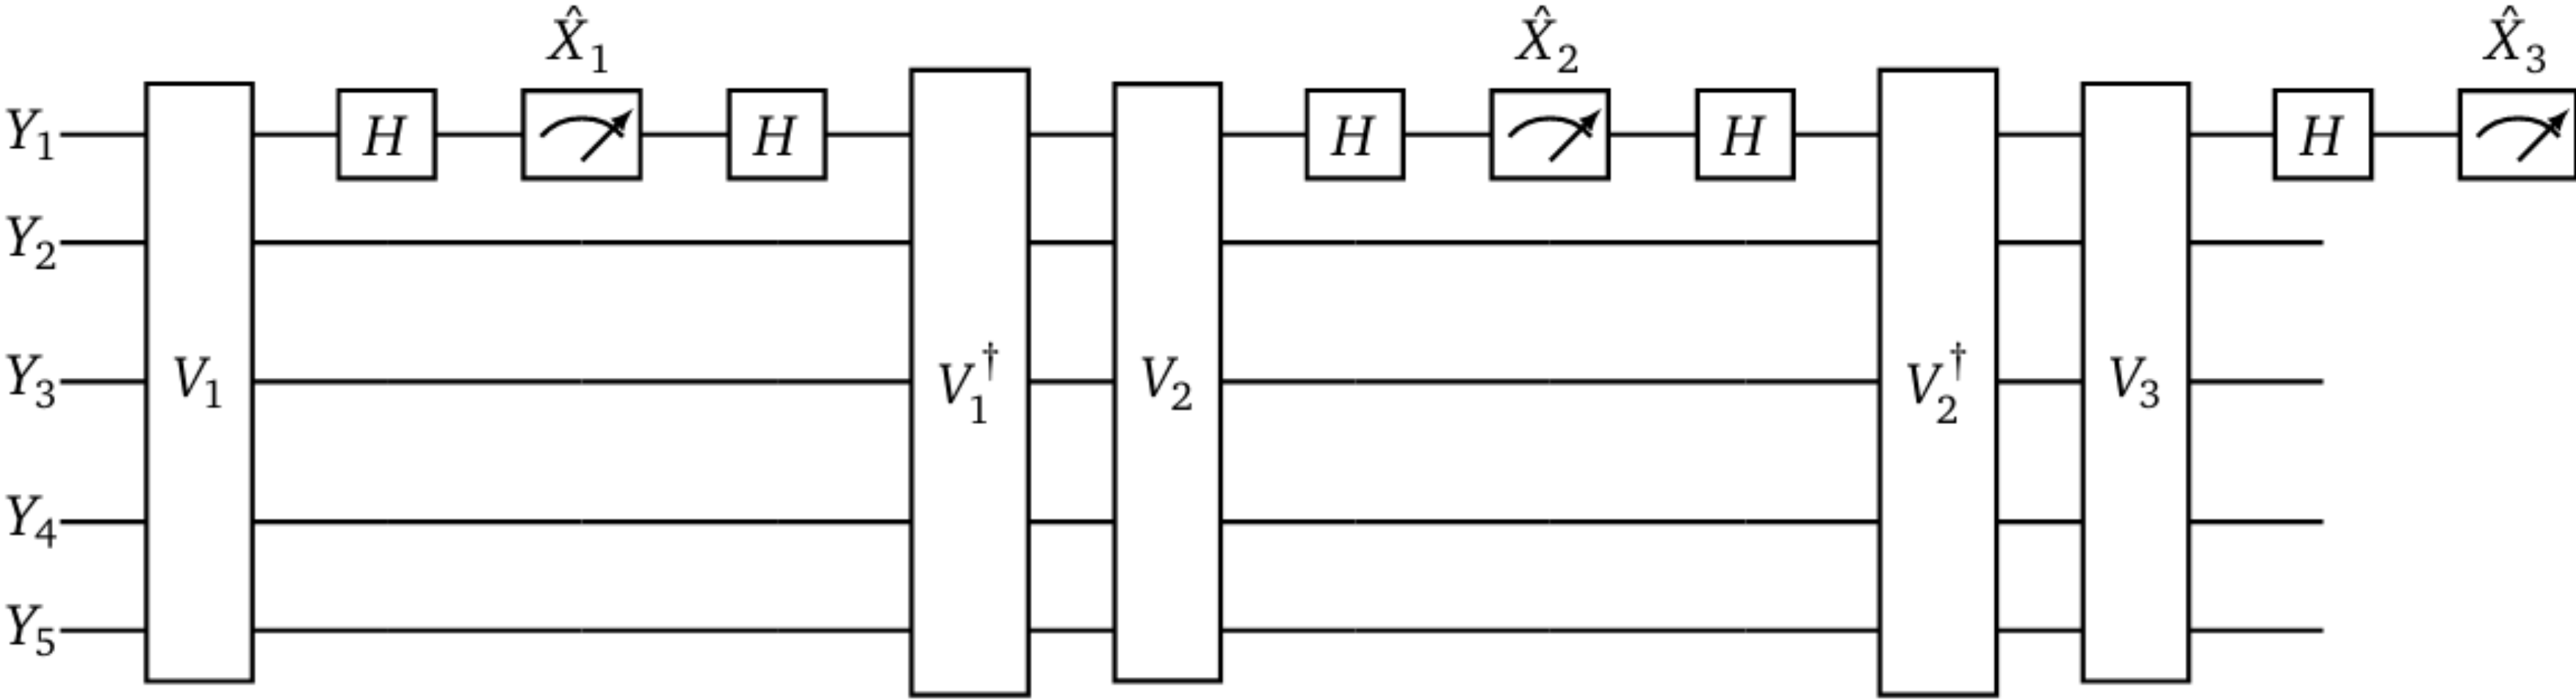 X̂₁ X̂₂ X̂₃
Y₁ H H H H H
Y₂
Y₃ V₁ V₁† V₂ V₂† V₃
Y₄
Y₅